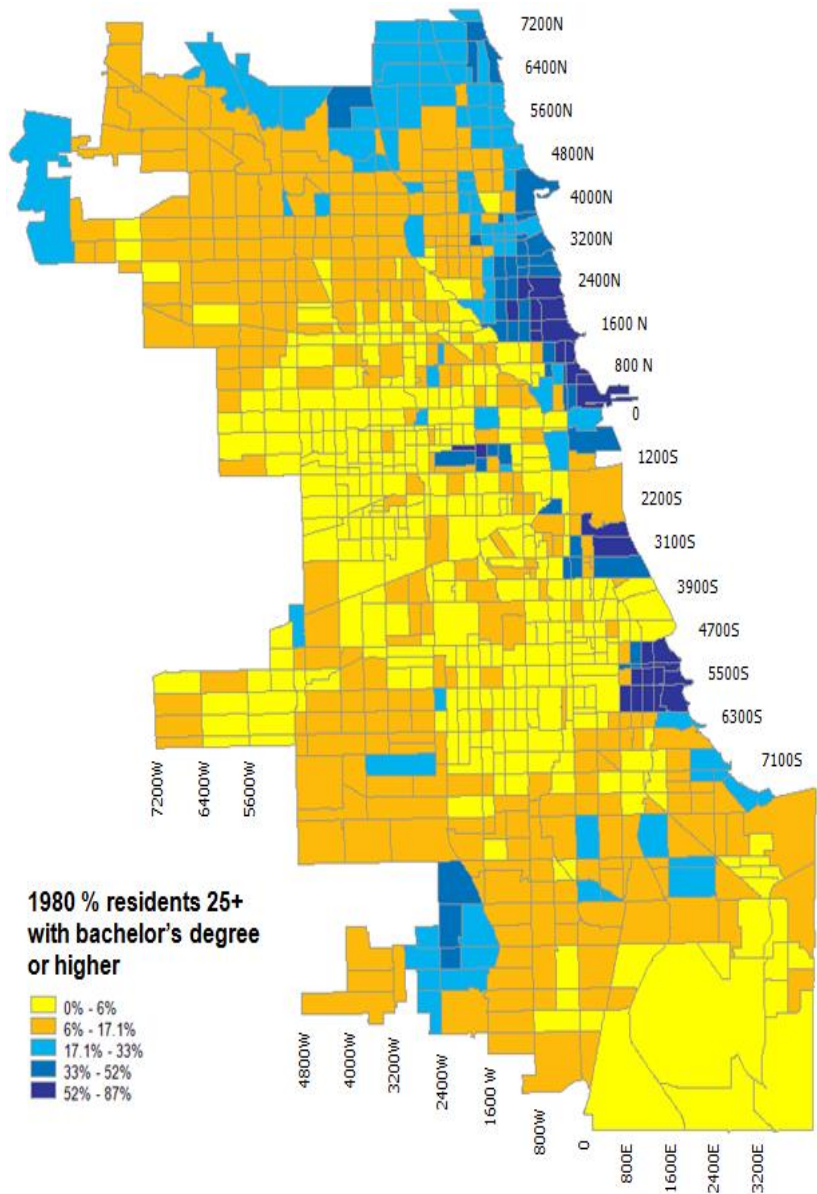 7200N
6400N
5600N
4800N
4000N
3200N
2400N
1600 N
800 N
0
1200S
2200S
3100S
3900S
4700S
5500S
6300S
7100S
7200W
6400W
5600W
1980 % residents 25+
with bachelor’s degree
or higher
0% - 6%
6% - 17.1%
17.1% - 33%
33% - 52%
52% - 87%
4800W
4000W
3200W
2400W
1600 W
800W
0
800E
1600E
2400E
3200E